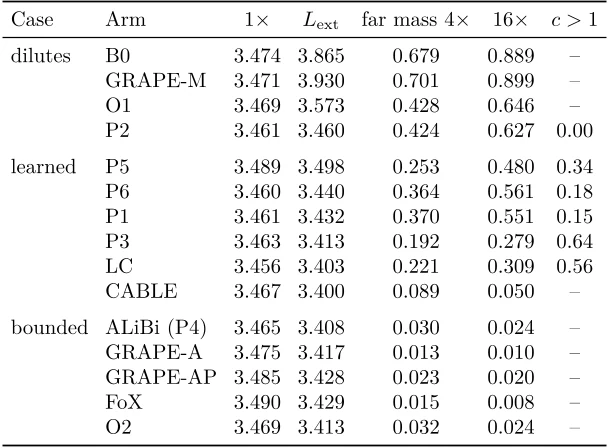 Case Arm 1× L_ext far mass 4× 16× c > 1
dilutes B0 3.474 3.865 0.679 0.889 –
GRAPE-M 3.471 3.930 0.701 0.899 –
O1 3.469 3.573 0.428 0.646 –
P2 3.461 3.460 0.424 0.627 0.00
learned P5 3.489 3.498 0.253 0.480 0.34
P6 3.460 3.440 0.364 0.561 0.18
P1 3.461 3.432 0.370 0.551 0.15
P3 3.463 3.413 0.192 0.279 0.64
LC 3.456 3.403 0.221 0.309 0.56
CABLE 3.467 3.400 0.089 0.050 –
bounded ALiBi (P4) 3.465 3.408 0.030 0.024 –
GRAPE-A 3.475 3.417 0.013 0.010 –
GRAPE-AP 3.485 3.428 0.023 0.020 –
FoX 3.490 3.429 0.015 0.008 –
O2 3.469 3.413 0.032 0.024 –